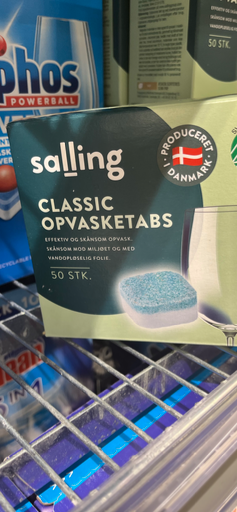 phos
POWERBALL
50 STK.
salling
PRODUCERET I
DANMARK
CLASSIC
OPVASKETABS
EFFEKTIV OG SKÅNSOM OPVASK.
SKÅNSOM MOD MILJØET OG MED
VANDOPLØSELIG FOLIE.
50 STK.